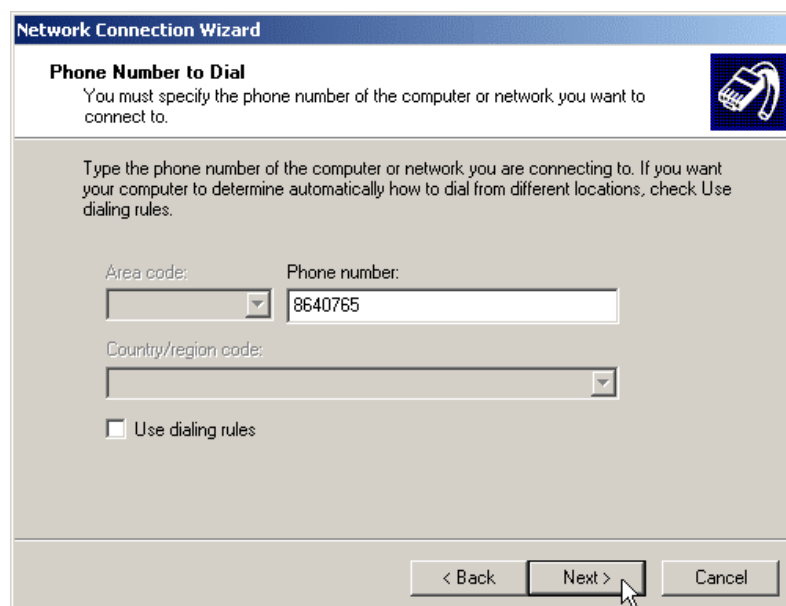 Network Connection Wizard
Phone Number to Dial
You must specify the phone number of the computer or network you want to
connect to.
Type the phone number of the computer or network you are connecting to. If you want
your computer to determine automatically how to dial from different locations, check Use
dialing rules.
Area code: Phone number:
8640765
Country/region code:
Use dialing rules
< Back Next > Cancel